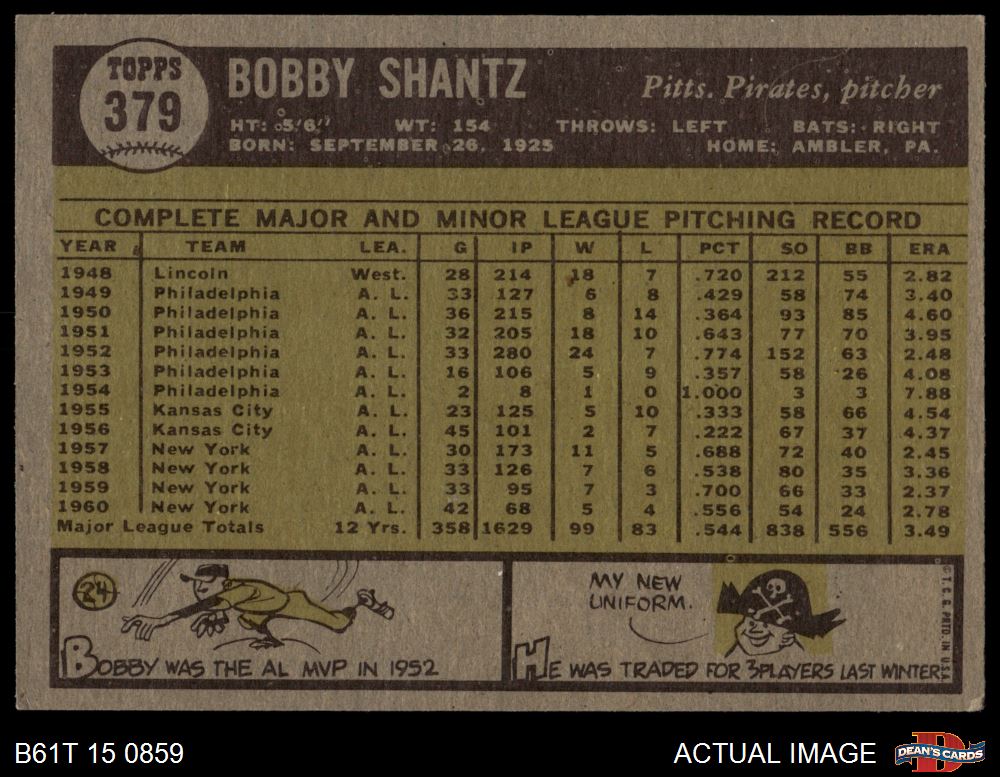 TOPPS
379
BOBBY SHANTZ
Pitts. Pirates, pitcher
HT: 5'6" WT: 154 THROWS: LEFT BATS: RIGHT
BORN: SEPTEMBER 26, 1925 HOME: AMBLER, PA.
COMPLETE MAJOR AND MINOR LEAGUE PITCHING RECORD
YEAR TEAM LEA. G IP W L PCT SO BB ERA
1948 Lincoln West. 28 214 18 7 .720 212 55 2.82
1949 Philadelphia A. L. 33 127 6 8 .429 58 74 3.40
1950 Philadelphia A. L. 36 215 8 14 .364 93 85 4.60
1951 Philadelphia A. L. 32 205 18 10 .643 77 70 3.95
1952 Philadelphia A. L. 33 280 24 7 .774 152 63 2.48
1953 Philadelphia A. L. 16 106 5 9 .357 58 26 4.08
1954 Philadelphia A. L. 2 8 1 0 1.000 3 3 7.88
1955 Kansas City A. L. 23 125 5 10 .333 58 66 4.54
1956 Kansas City A. L. 45 101 2 7 .222 67 37 4.37
1957 New York A. L. 30 173 11 5 .688 72 40 2.45
1958 New York A. L. 33 126 7 6 .538 80 35 3.36
1959 New York A. L. 33 95 7 3 .700 66 33 2.37
1960 New York A. L. 42 68 5 4 .556 54 24 2.78
Major League Totals 12 Yrs. 358 1629 99 83 .544 838 556 3.49
24
BOBBY WAS THE AL MVP IN 1952
MY NEW
UNIFORM.
HE WAS TRADED FOR 3 PLAYERS LAST WINTER
© T. C. G. PRTD. IN U.S.A.
B61T 15 0859
ACTUAL IMAGE
D
DEAN'S CARDS